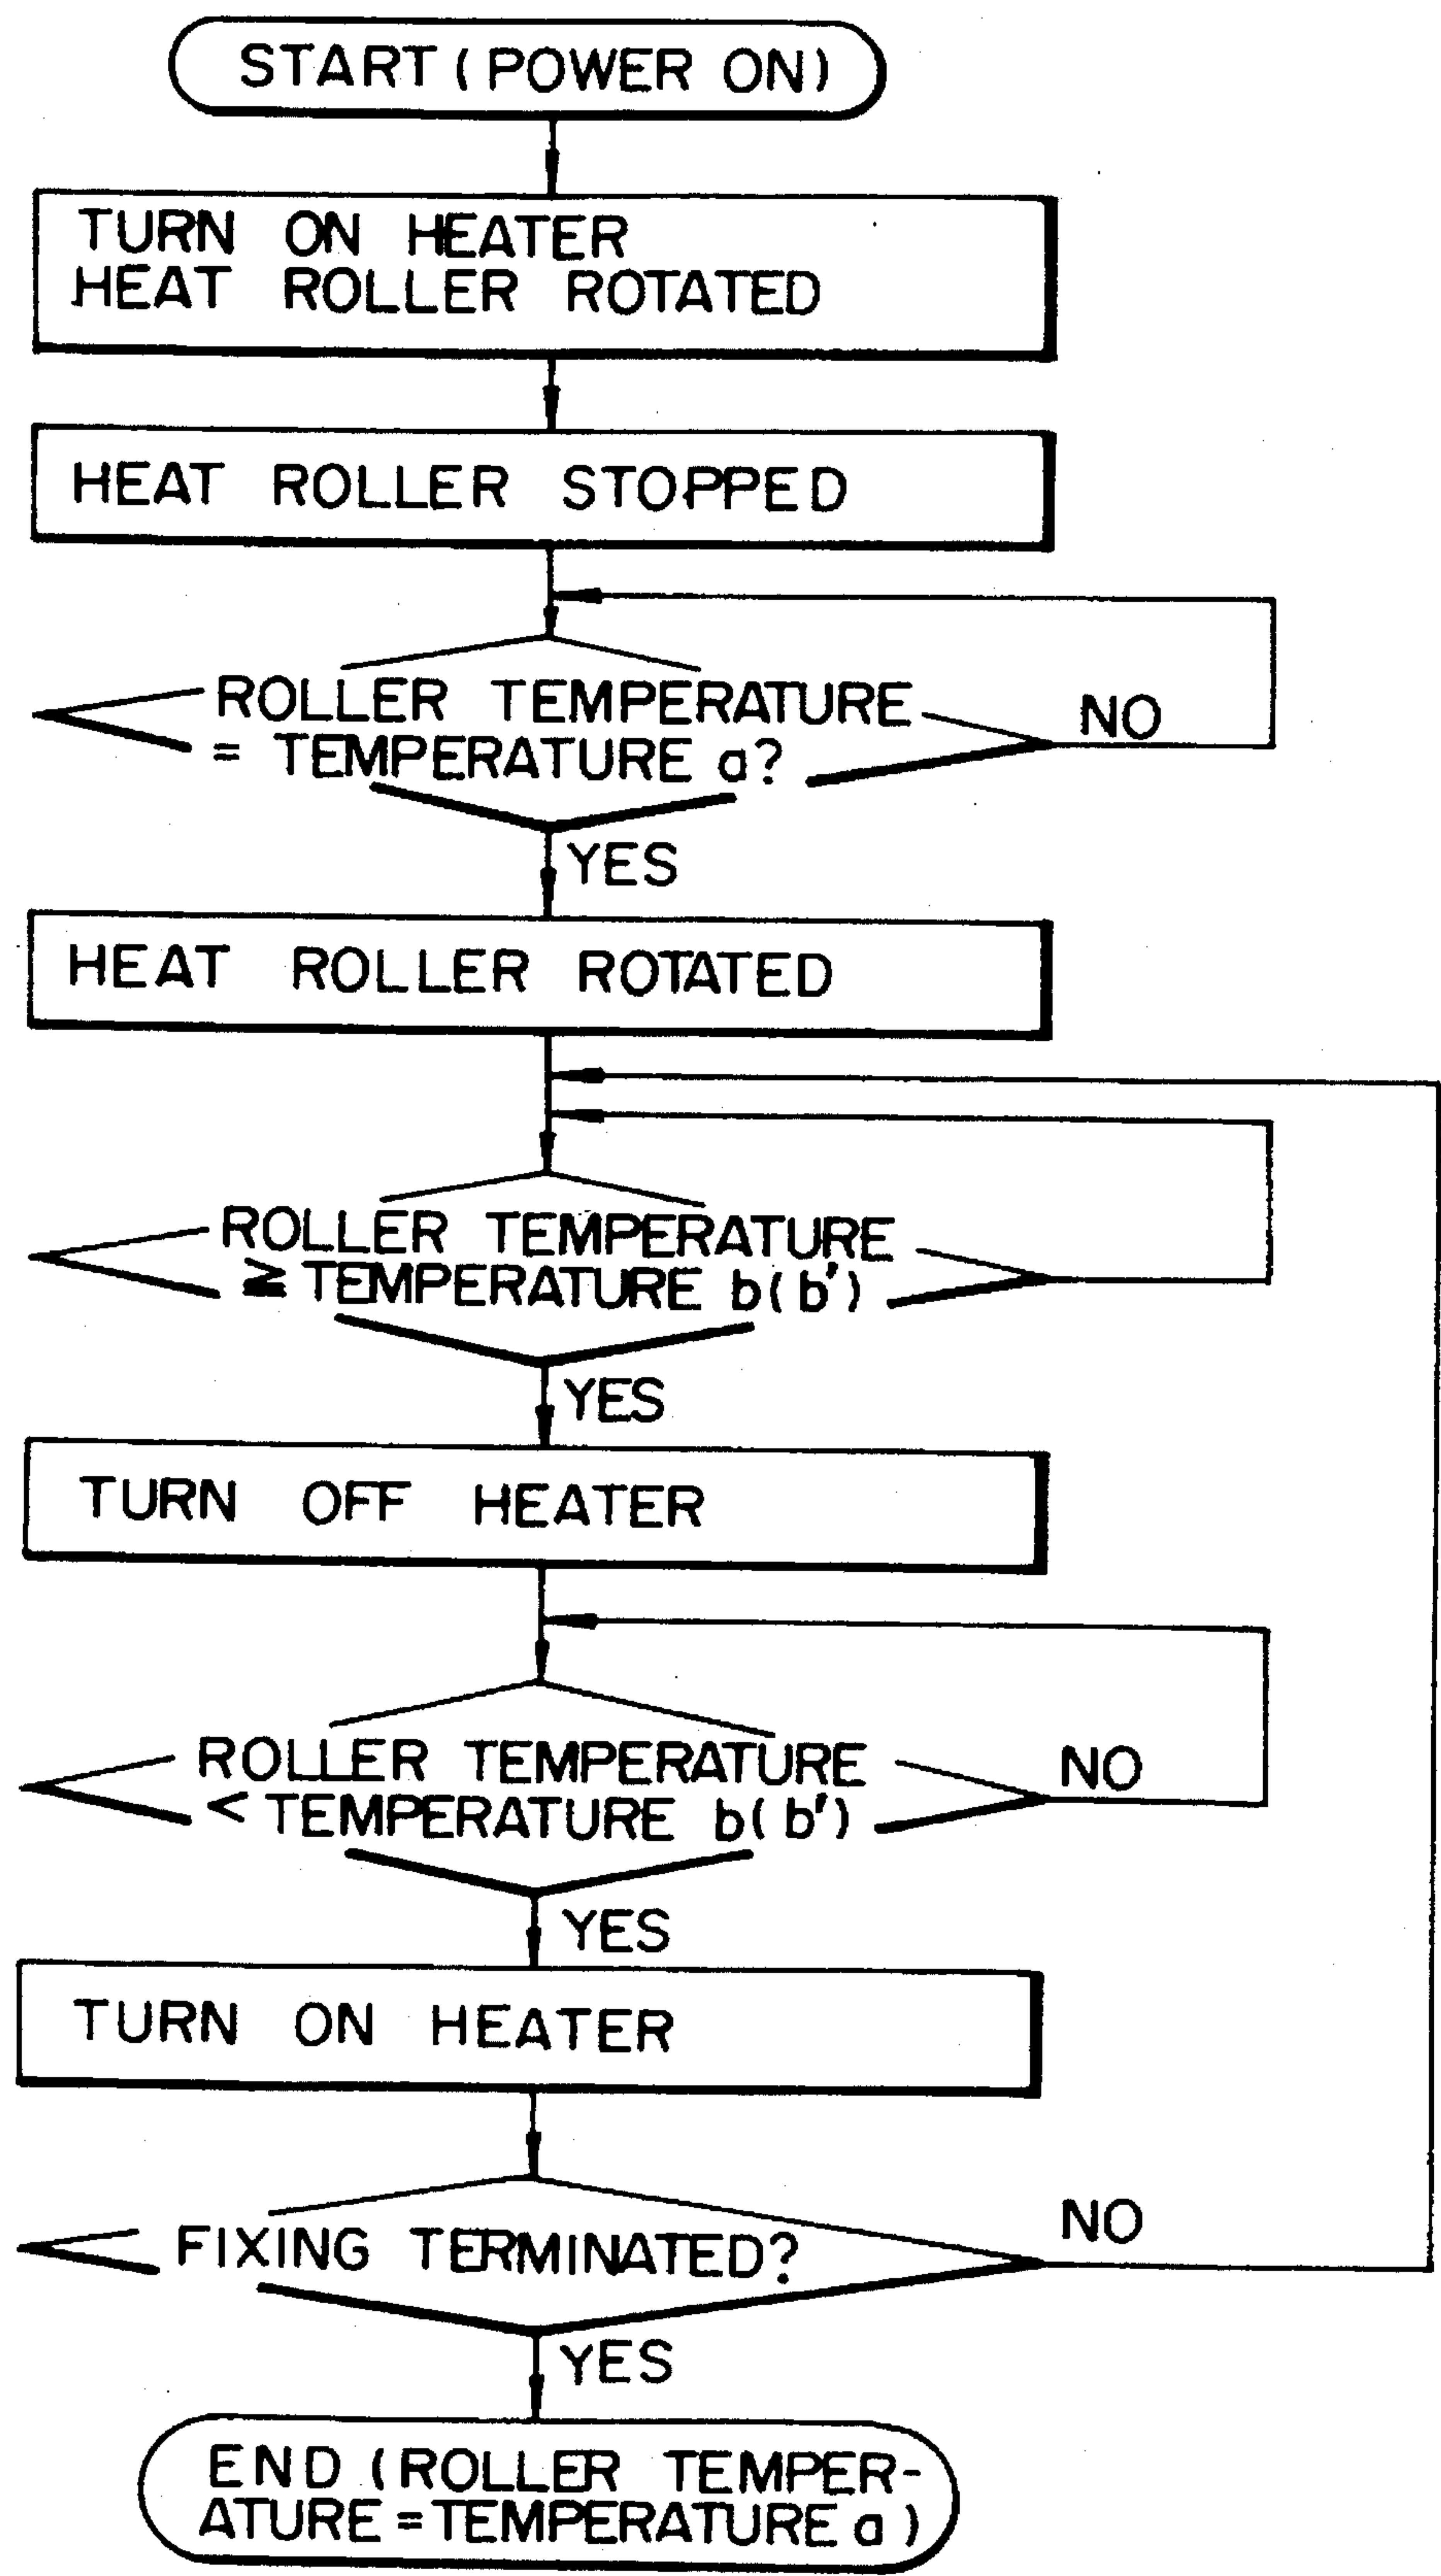 START (POWER ON)
TURN ON HEATER
HEAT ROLLER ROTATED
HEAT ROLLER STOPPED
ROLLER TEMPERATURE
= TEMPERATURE a?
NO
YES
HEAT ROLLER ROTATED
ROLLER TEMPERATURE
≧ TEMPERATURE b(b')
YES
TURN OFF HEATER
ROLLER TEMPERATURE
< TEMPERATURE b(b')
NO
YES
TURN ON HEATER
FIXING TERMINATED?
NO
YES
END (ROLLER TEMPER-
ATURE = TEMPERATURE a)